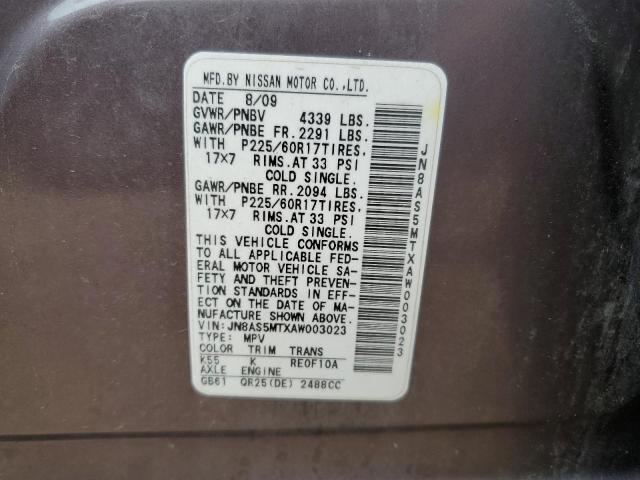 MFD.BY NISSAN MOTOR CO.,LTD.
DATE 8/09
GVWR/PNBV 4339 LBS.
GAWR/PNBE FR.2291 LBS.
WITH P225/60R17TIRES,
17X7 RIMS.AT 33 PSI
COLD SINGLE.
GAWR/PNBE RR.2094 LBS.
WITH P225/60R17TIRES,
17X7 RIMS.AT 33 PSI
COLD SINGLE.
THIS VEHICLE CONFORMS
TO ALL APPLICABLE FED-
ERAL MOTOR VEHICLE SA-
FETY AND THEFT PREVEN-
TION STANDARDS IN EFF-
ECT ON THE DATE OF MA-
NUFACTURE SHOWN ABOVE.
VIN:JN8AS5MTXAW003023
TYPE: MPV
COLOR TRIM TRANS
K55 K RE0F10A
AXLE ENGINE
GB61 QR25(DE) 2488CC
JN8AS5MTXAW003023